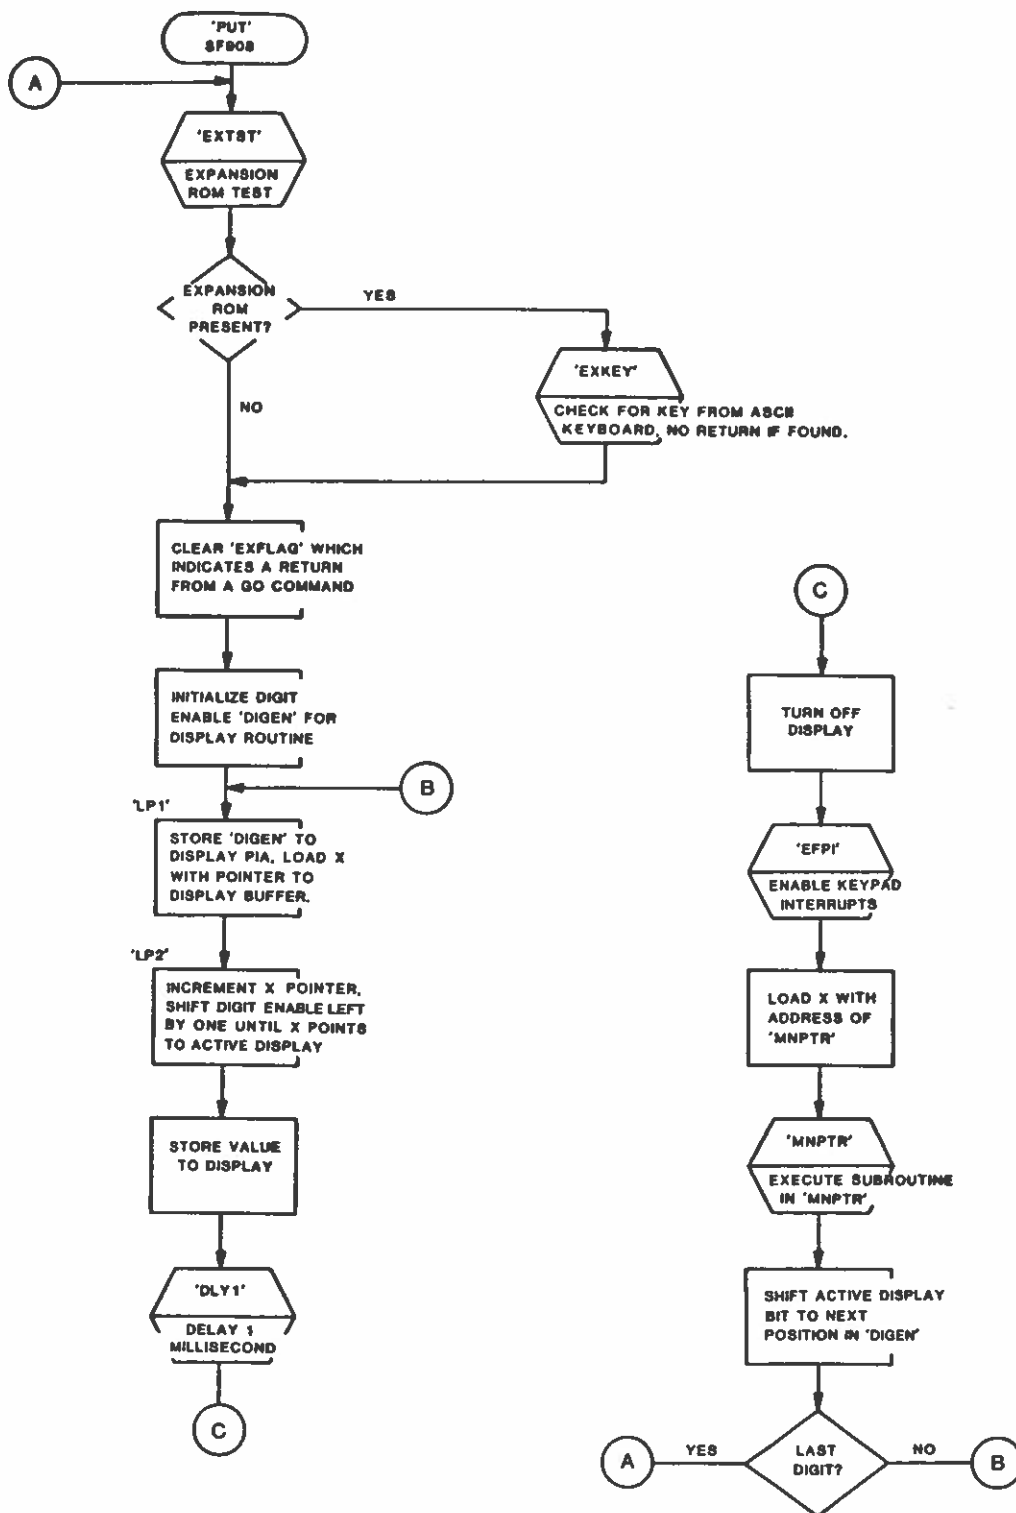 'PUT'
$F908
A
'EXTST'
EXPANSION
ROM TEST
EXPANSION
ROM
PRESENT?
YES
NO
'EXKEY'
CHECK FOR KEY FROM ASCII
KEYBOARD, NO RETURN IF FOUND.
CLEAR 'EXFLAG' WHICH
INDICATES A RETURN
FROM A GO COMMAND
INITIALIZE DIGIT
ENABLE 'DIGEN' FOR
DISPLAY ROUTINE
B
'LP1'
STORE 'DIGEN' TO
DISPLAY PIA, LOAD X
WITH POINTER TO
DISPLAY BUFFER.
'LP2'
INCREMENT X POINTER,
SHIFT DIGIT ENABLE LEFT
BY ONE UNTIL X POINTS
TO ACTIVE DISPLAY
STORE VALUE
TO DISPLAY
'DLY1'
DELAY 1
MILLISECOND
C
C
TURN OFF
DISPLAY
'EFPI'
ENABLE KEYPAD
INTERRUPTS
LOAD X WITH
ADDRESS OF
'MNPTR'
'MNPTR'
EXECUTE SUBROUTINE
IN 'MNPTR'
SHIFT ACTIVE DISPLAY
BIT TO NEXT
POSITION IN 'DIGEN'
A
YES
LAST
DIGIT?
NO
B